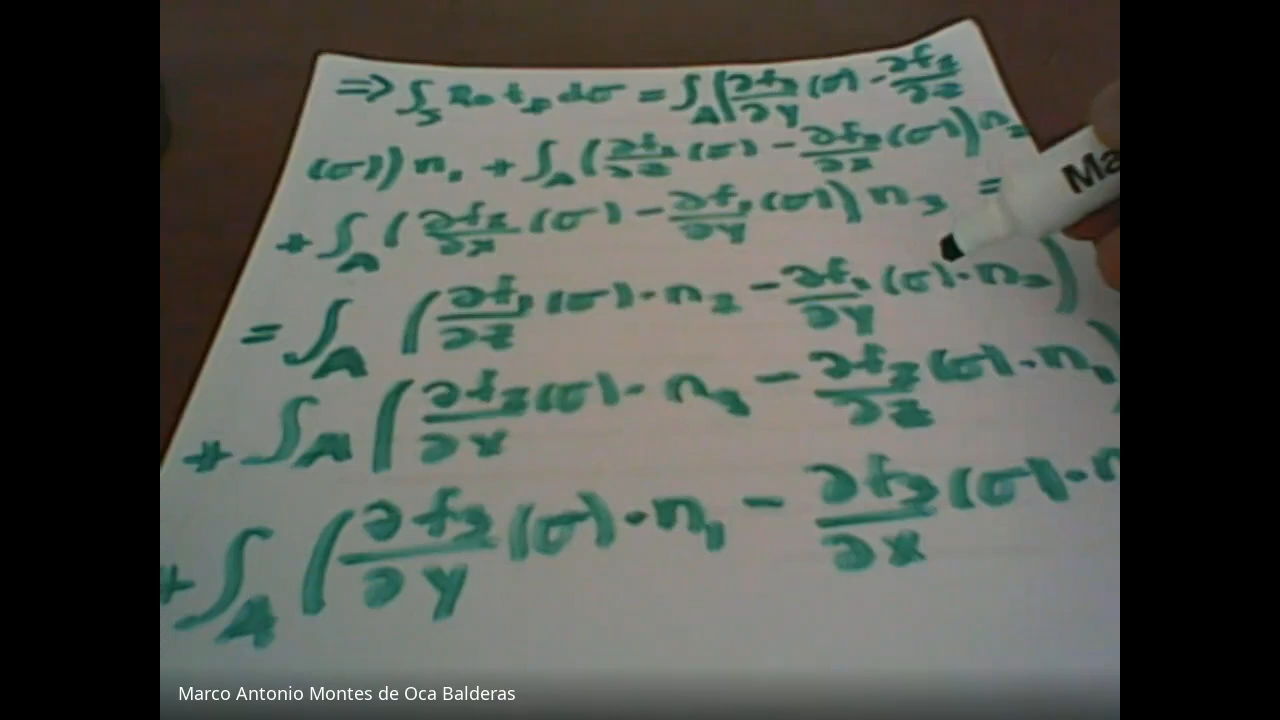 ⇒ ∫_S Rot_F dσ = ∫_A (∂f₃/∂y (σ) - ∂f₂/∂z
(σ)) n₁ + ∫_A (∂f₁/∂z (σ) - ∂f₃/∂x (σ)) n₂
+ ∫_A (∂f₂/∂x (σ) - ∂f₁/∂y (σ)) n₃ =
= ∫_A (∂f₁/∂z (σ) · n₂ - ∂f₁/∂y (σ) · n₃)
+ ∫_A (∂f₂/∂x (σ) · n₃ - ∂f₂/∂z (σ) · n₁)
+ ∫_A (∂f₃/∂y (σ) · n₁ - ∂f₃/∂x (σ) · n
Ma
Marco Antonio Montes de Oca Balderas